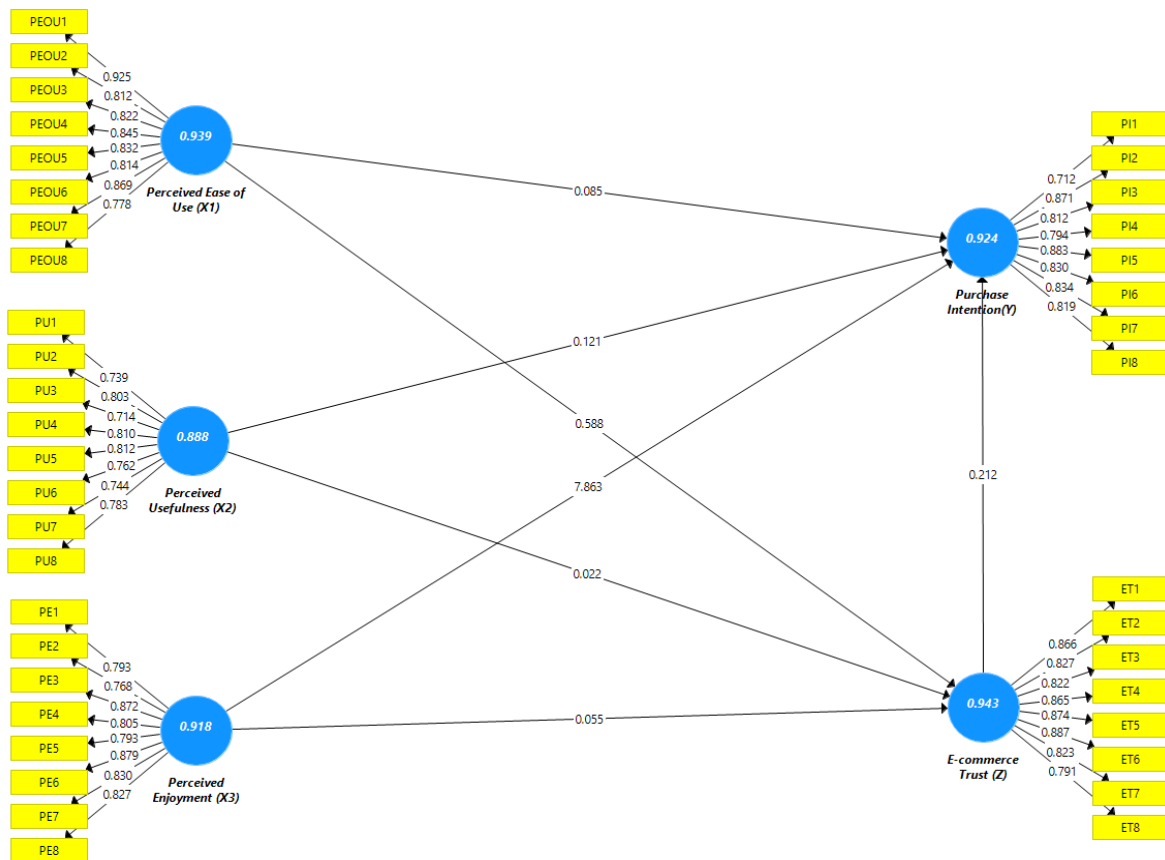 PEOU1
PEOU2
PEOU3
PEOU4
PEOU5
PEOU6
PEOU7
PEOU8
0.925
0.812
0.822
0.845
0.832
0.814
0.869
0.778
0.939
Perceived Ease of
Use (X1)
PU1
PU2
PU3
PU4
PU5
PU6
PU7
PU8
0.739
0.803
0.714
0.810
0.812
0.762
0.744
0.783
0.888
Perceived
Usefulness (X2)
PE1
PE2
PE3
PE4
PE5
PE6
PE7
PE8
0.793
0.768
0.872
0.805
0.793
0.879
0.830
0.827
0.918
Perceived
Enjoyment (X3)
0.085
0.121
0.588
7.863
0.022
0.055
0.212
0.924
Purchase
Intention(Y)
0.712
0.871
0.812
0.794
0.883
0.830
0.834
0.819
PI1
PI2
PI3
PI4
PI5
PI6
PI7
PI8
0.943
E-commerce
Trust (Z)
0.866
0.827
0.822
0.865
0.874
0.887
0.823
0.791
ET1
ET2
ET3
ET4
ET5
ET6
ET7
ET8